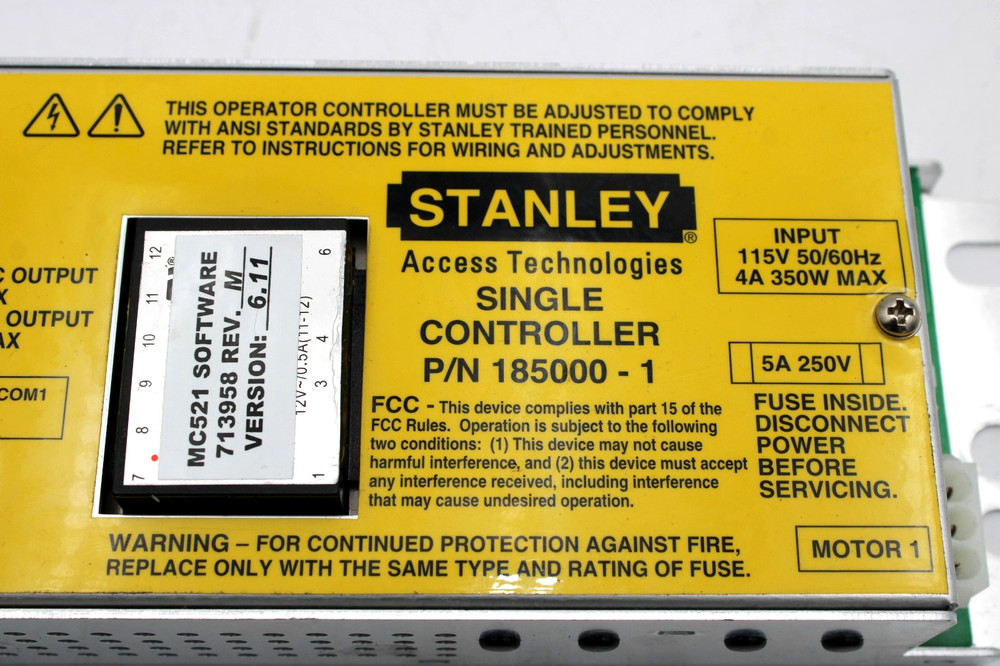 THIS OPERATOR CONTROLLER MUST BE ADJUSTED TO COMPLY
WITH ANSI STANDARDS BY STANLEY TRAINED PERSONNEL.
REFER TO INSTRUCTIONS FOR WIRING AND ADJUSTMENTS.
STANLEY®
Access Technologies
SINGLE
CONTROLLER
P/N 185000 - 1
INPUT
115V 50/60Hz
4A 350W MAX
5A 250V
FUSE INSIDE.
DISCONNECT
POWER
BEFORE
SERVICING.
FCC - This device complies with part 15 of the
FCC Rules. Operation is subject to the following
two conditions: (1) This device may not cause
harmful interference, and (2) this device must accept
any interference received, including interference
that may cause undesired operation.
MOTOR 1
WARNING – FOR CONTINUED PROTECTION AGAINST FIRE,
REPLACE ONLY WITH THE SAME TYPE AND RATING OF FUSE.
C OUTPUT
X
OUTPUT
AX
COM1
12 11 10 9 8 7
®
MC521 SOFTWARE
713958 REV. M
VERSION: 6.11
12V~/0.5A(11-12)
6 4 3 1